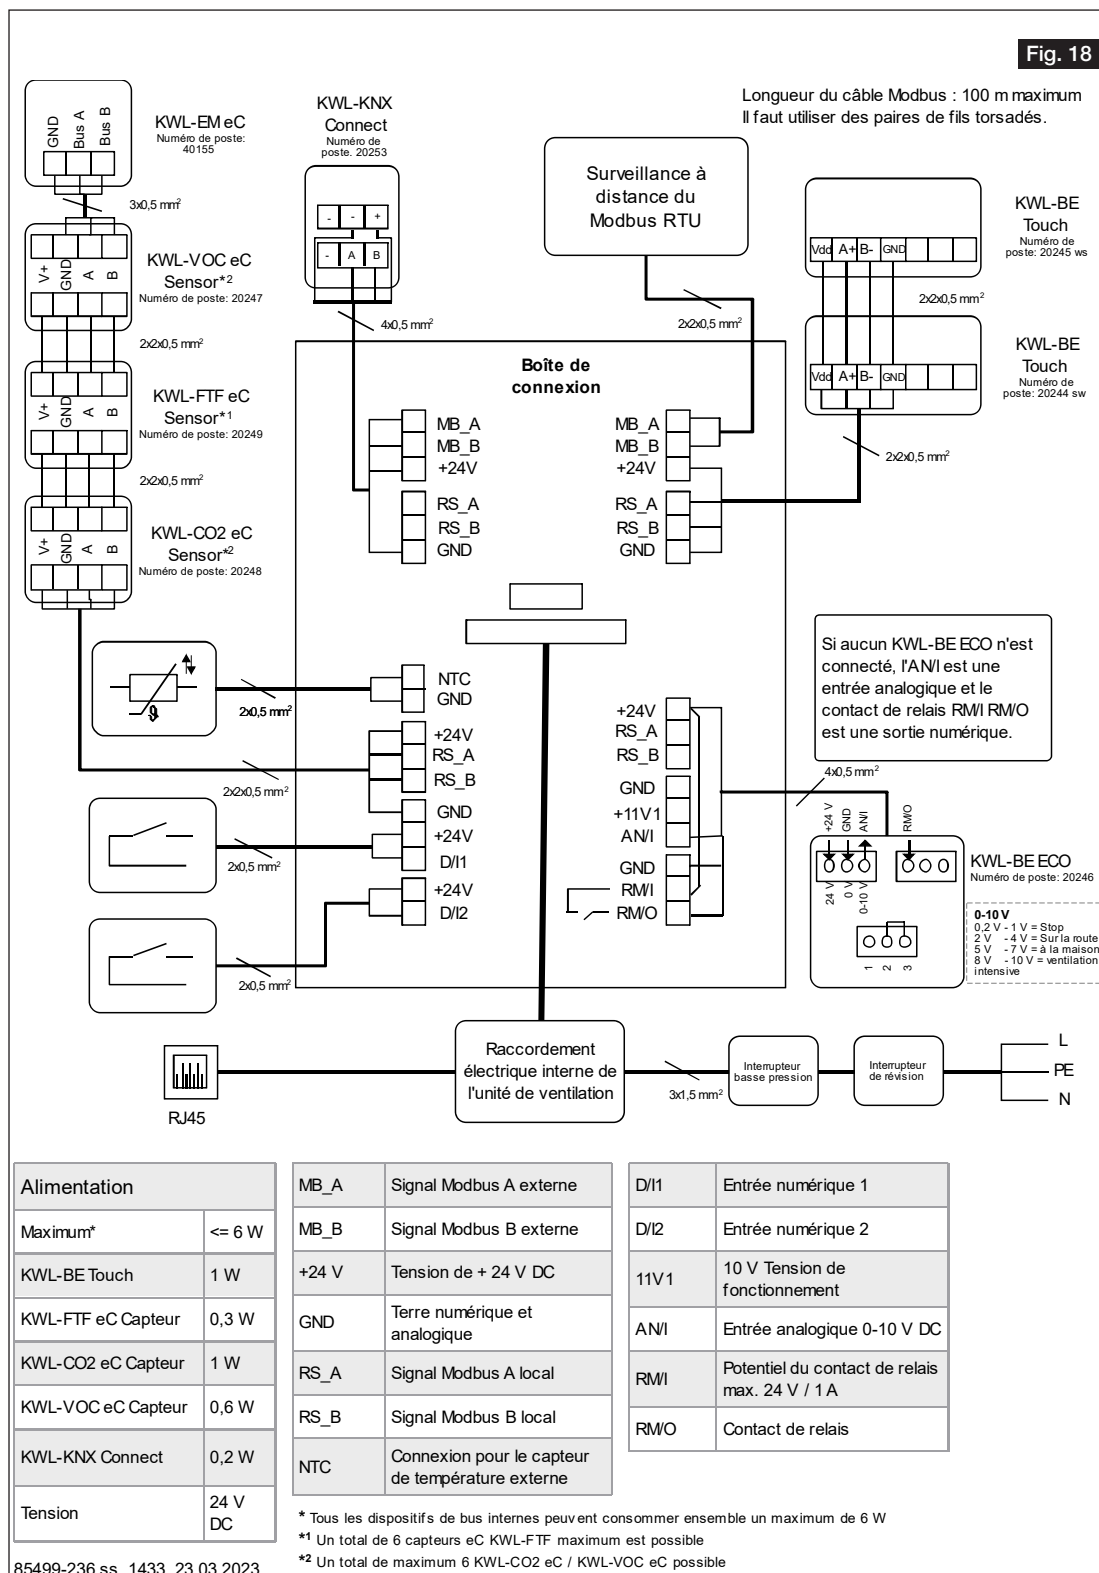 Fig. 18
Longueur du câble Modbus : 100 m maximum
Il faut utiliser des paires de fils torsadés.
GND
Bus A
Bus B
KWL-EM eC
Numéro de poste:
40155
3x0,5 mm²
V+
GND
A
B
KWL-VOC eC
Sensor*2
Numéro de poste: 20247
2x2x0,5 mm²
V+
GND
A
B
KWL-FTF eC
Sensor*1
Numéro de poste: 20249
2x2x0,5 mm²
V+
GND
A
B
KWL-CO2 eC
Sensor*2
Numéro de poste: 20248
KWL-KNX
Connect
Numéro de
poste. 20253
- - +
- A B
4x0,5 mm²
Surveillance à
distance du
Modbus RTU
2x2x0,5 mm²
Vdd A+ B- GND
KWL-BE
Touch
Numéro de
poste: 20245 ws
2x2x0,5 mm²
Vdd A+ B- GND
KWL-BE
Touch
Numéro de
poste: 20244 sw
2x2x0,5 mm²
Boîte de
connexion
MB_A
MB_B
+24V
RS_A
RS_B
GND
MB_A
MB_B
+24V
RS_A
RS_B
GND
ϑ
2x0,5 mm²
NTC
GND
2x2x0,5 mm²
+24V
RS_A
RS_B
GND
+24V
D/I1
+24V
D/I2
2x0,5 mm²
2x0,5 mm²
+24V
RS_A
RS_B
GND
+11V1
AN/I
GND
RM/I
RM/O
Si aucun KWL-BE ECO n'est
connecté, l'AN/I est une
entrée analogique et le
contact de relais RM/I RM/O
est une sortie numérique.
4x0,5 mm²
+24 V
GND
AN/I
RM/O
24 V
0 V
0-10 V
1
2
3
KWL-BE ECO
Numéro de poste: 20246
0-10 V
0,2 V - 1 V = Stop
2 V - 4 V = Sur la route
5 V - 7 V = à la maison
8 V - 10 V = ventilation
intensive
RJ45
Raccordement
électrique interne de
l'unité de ventilation
3x1,5 mm²
Interrupteur
basse pression
Interrupteur
de révision
L
PE
N
Alimentation
Maximum* <= 6 W
KWL-BE Touch 1 W
KWL-FTF eC Capteur 0,3 W
KWL-CO2 eC Capteur 1 W
KWL-VOC eC Capteur 0,6 W
KWL-KNX Connect 0,2 W
Tension 24 V
DC
MB_A Signal Modbus A externe
MB_B Signal Modbus B externe
+24 V Tension de + 24 V DC
GND Terre numérique et
analogique
RS_A Signal Modbus A local
RS_B Signal Modbus B local
NTC Connexion pour le capteur
de température externe
D/I1 Entrée numérique 1
D/I2 Entrée numérique 2
11V1 10 V Tension de
fonctionnement
AN/I Entrée analogique 0-10 V DC
RM/I Potentiel du contact de relais
max. 24 V / 1 A
RM/O Contact de relais
* Tous les dispositifs de bus internes peuvent consommer ensemble un maximum de 6 W
*1 Un total de 6 capteurs eC KWL-FTF maximum est possible
*2 Un total de maximum 6 KWL-CO2 eC / KWL-VOC eC possible
85499-236 ss_1433_23.03.2023